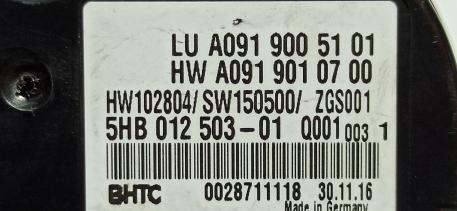 LU A091 900 51 01
HW A091 901 07 00
HW102804/SW150500/ ZGS001
5HB 012 503-01 Q001 003 1
BHTC 0028711118 30.11.16
Made in Germany